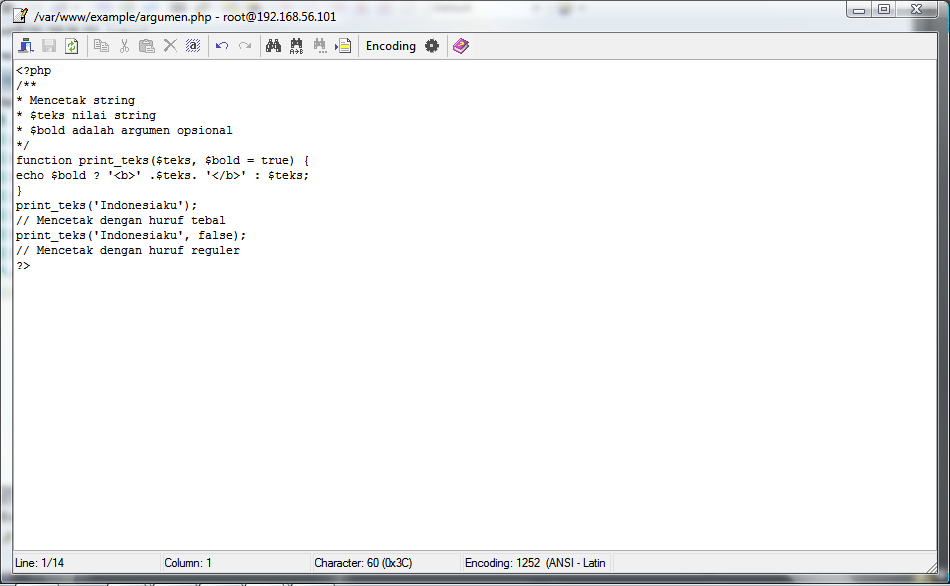 /var/www/example/argumen.php - root@192.168.56.101
Encoding
<?php
/**
* Mencetak string
* $teks nilai string
* $bold adalah argumen opsional
*/
function print_teks($teks, $bold = true) {
echo $bold ? '<b>' .$teks. '</b>' : $teks;
}
print_teks('Indonesiaku');
// Mencetak dengan huruf tebal
print_teks('Indonesiaku', false);
// Mencetak dengan huruf reguler
?>
Line: 1/14 Column: 1 Character: 60 (0x3C) Encoding: 1252 (ANSI - Latin